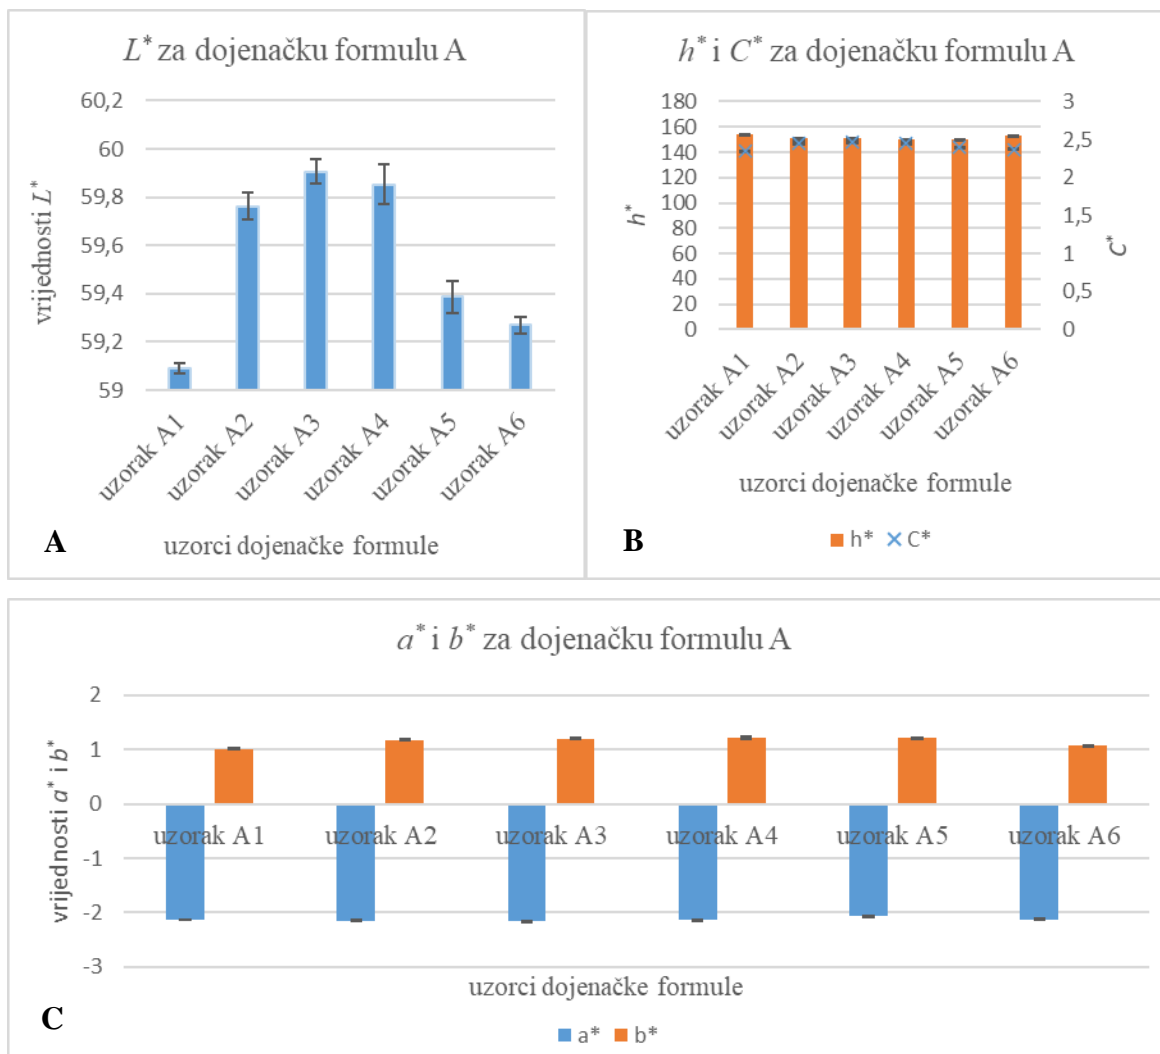 L* za dojenačku formulu A
vrijednosti L*
60,2
60
59,8
59,6
59,4
59,2
59
uzorak A1
uzorak A2
uzorak A3
uzorak A4
uzorak A5
uzorak A6
uzorci dojenačke formule
A
h* i C* za dojenačku formulu A
h*
180
160
140
120
100
80
60
40
20
0
3
2,5
2
1,5
1
0,5
0
C*
uzorak A1
uzorak A2
uzorak A3
uzorak A4
uzorak A5
uzorak A6
uzorci dojenačke formule
B
h* C*
a* i b* za dojenačku formulu A
vrijednosti a* i b*
2
1
0
-1
-2
-3
uzorak A1 uzorak A2 uzorak A3 uzorak A4 uzorak A5 uzorak A6
uzorci dojenačke formule
C
a* b*